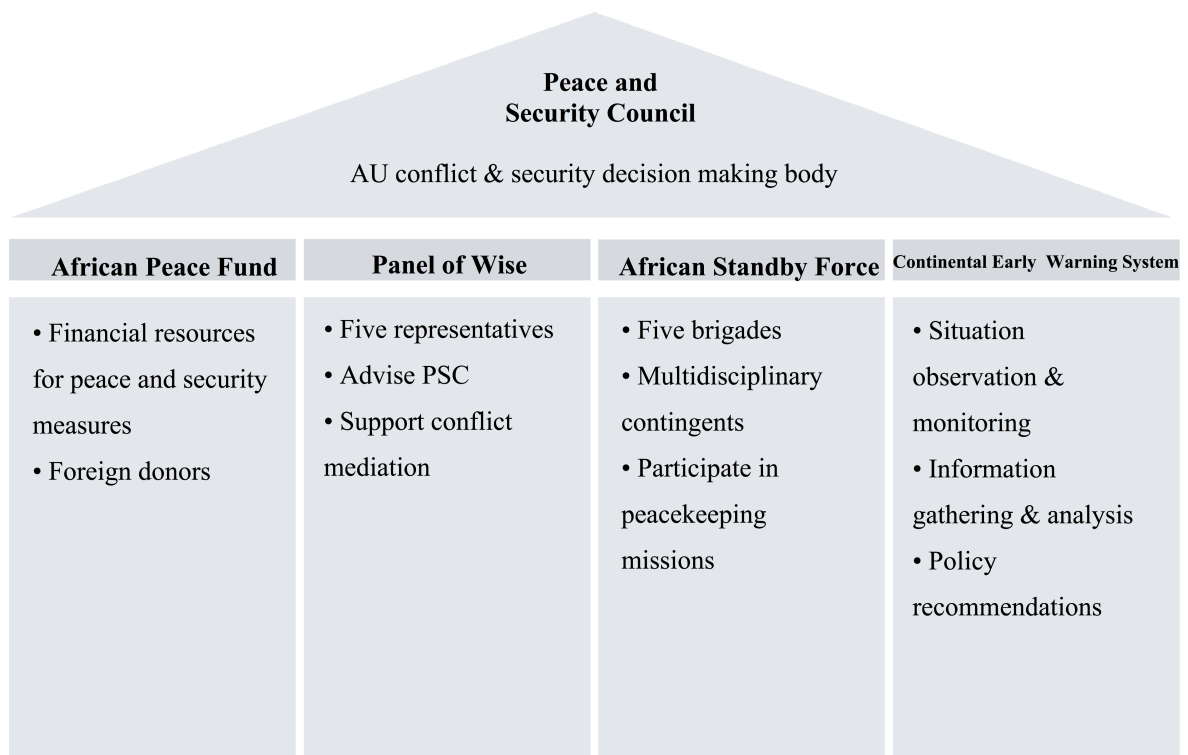 Peace and
Security Council
AU conflict & security decision making body
African Peace Fund
• Financial resources
for peace and security
measures
• Foreign donors
Panel of Wise
• Five representatives
• Advise PSC
• Support conflict
mediation
African Standby Force
• Five brigades
• Multidisciplinary
contingents
• Participate in
peacekeeping
missions
Continental Early Warning System
• Situation
observation &
monitoring
• Information
gathering & analysis
• Policy
recommendations